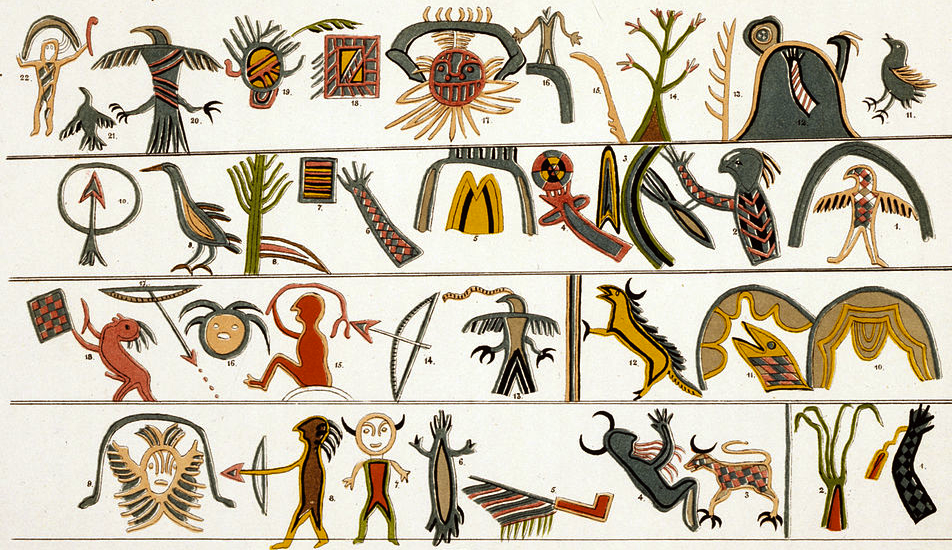 22. 21. 20. 19. 18. 17. 16. 15. 14. 13. 12. 11.
10. 9. 8. 7. 6. 5. 4. 3 2 1.
18. 17. 16. 15. 14. 13. 12. 11. 10.
9. 8. 7. 6. 5. 4. 3. 2. 1.